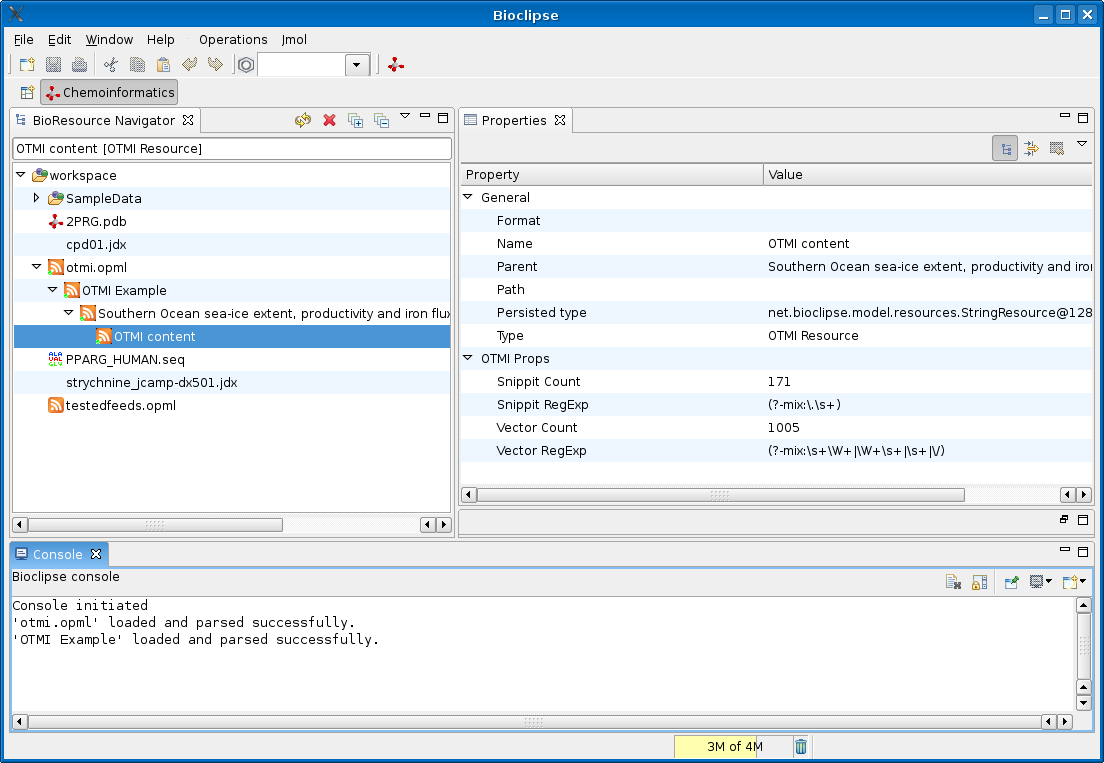 Bioclipse
File Edit Window Help Operations Jmol
Chemoinformatics
BioResource Navigator
OTMI content [OTMI Resource]
workspace
SampleData
2PRG.pdb
cpd01.jdx
otmi.opml
OTMI Example
Southern Ocean sea-ice extent, productivity and iron flux
OTMI content
PPARG_HUMAN.seq
strychnine_jcamp-dx501.jdx
testedfeeds.opml
Properties
Property Value
General
Format
Name OTMI content
Parent Southern Ocean sea-ice extent, productivity and iron
Path
Persisted type net.bioclipse.model.resources.StringResource@128
Type OTMI Resource
OTMI Props
Snippit Count 171
Snippit RegExp (?-mix:\.\s+)
Vector Count 1005
Vector RegExp (?-mix:\s+\W+|\W+\s+|\s+|\/)
Console
Bioclipse console
Console initiated
'otmi.opml' loaded and parsed successfully.
'OTMI Example' loaded and parsed successfully.
3M of 4M